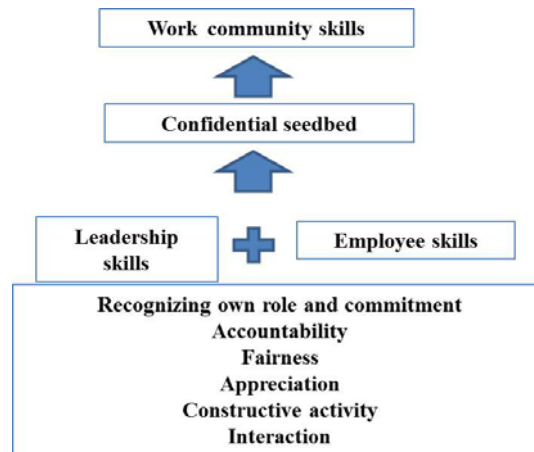 Work community skills
Confidential seedbed
Leadership
skills
Employee skills
Recognizing own role and commitment
Accountability
Fairness
Appreciation
Constructive activity
Interaction